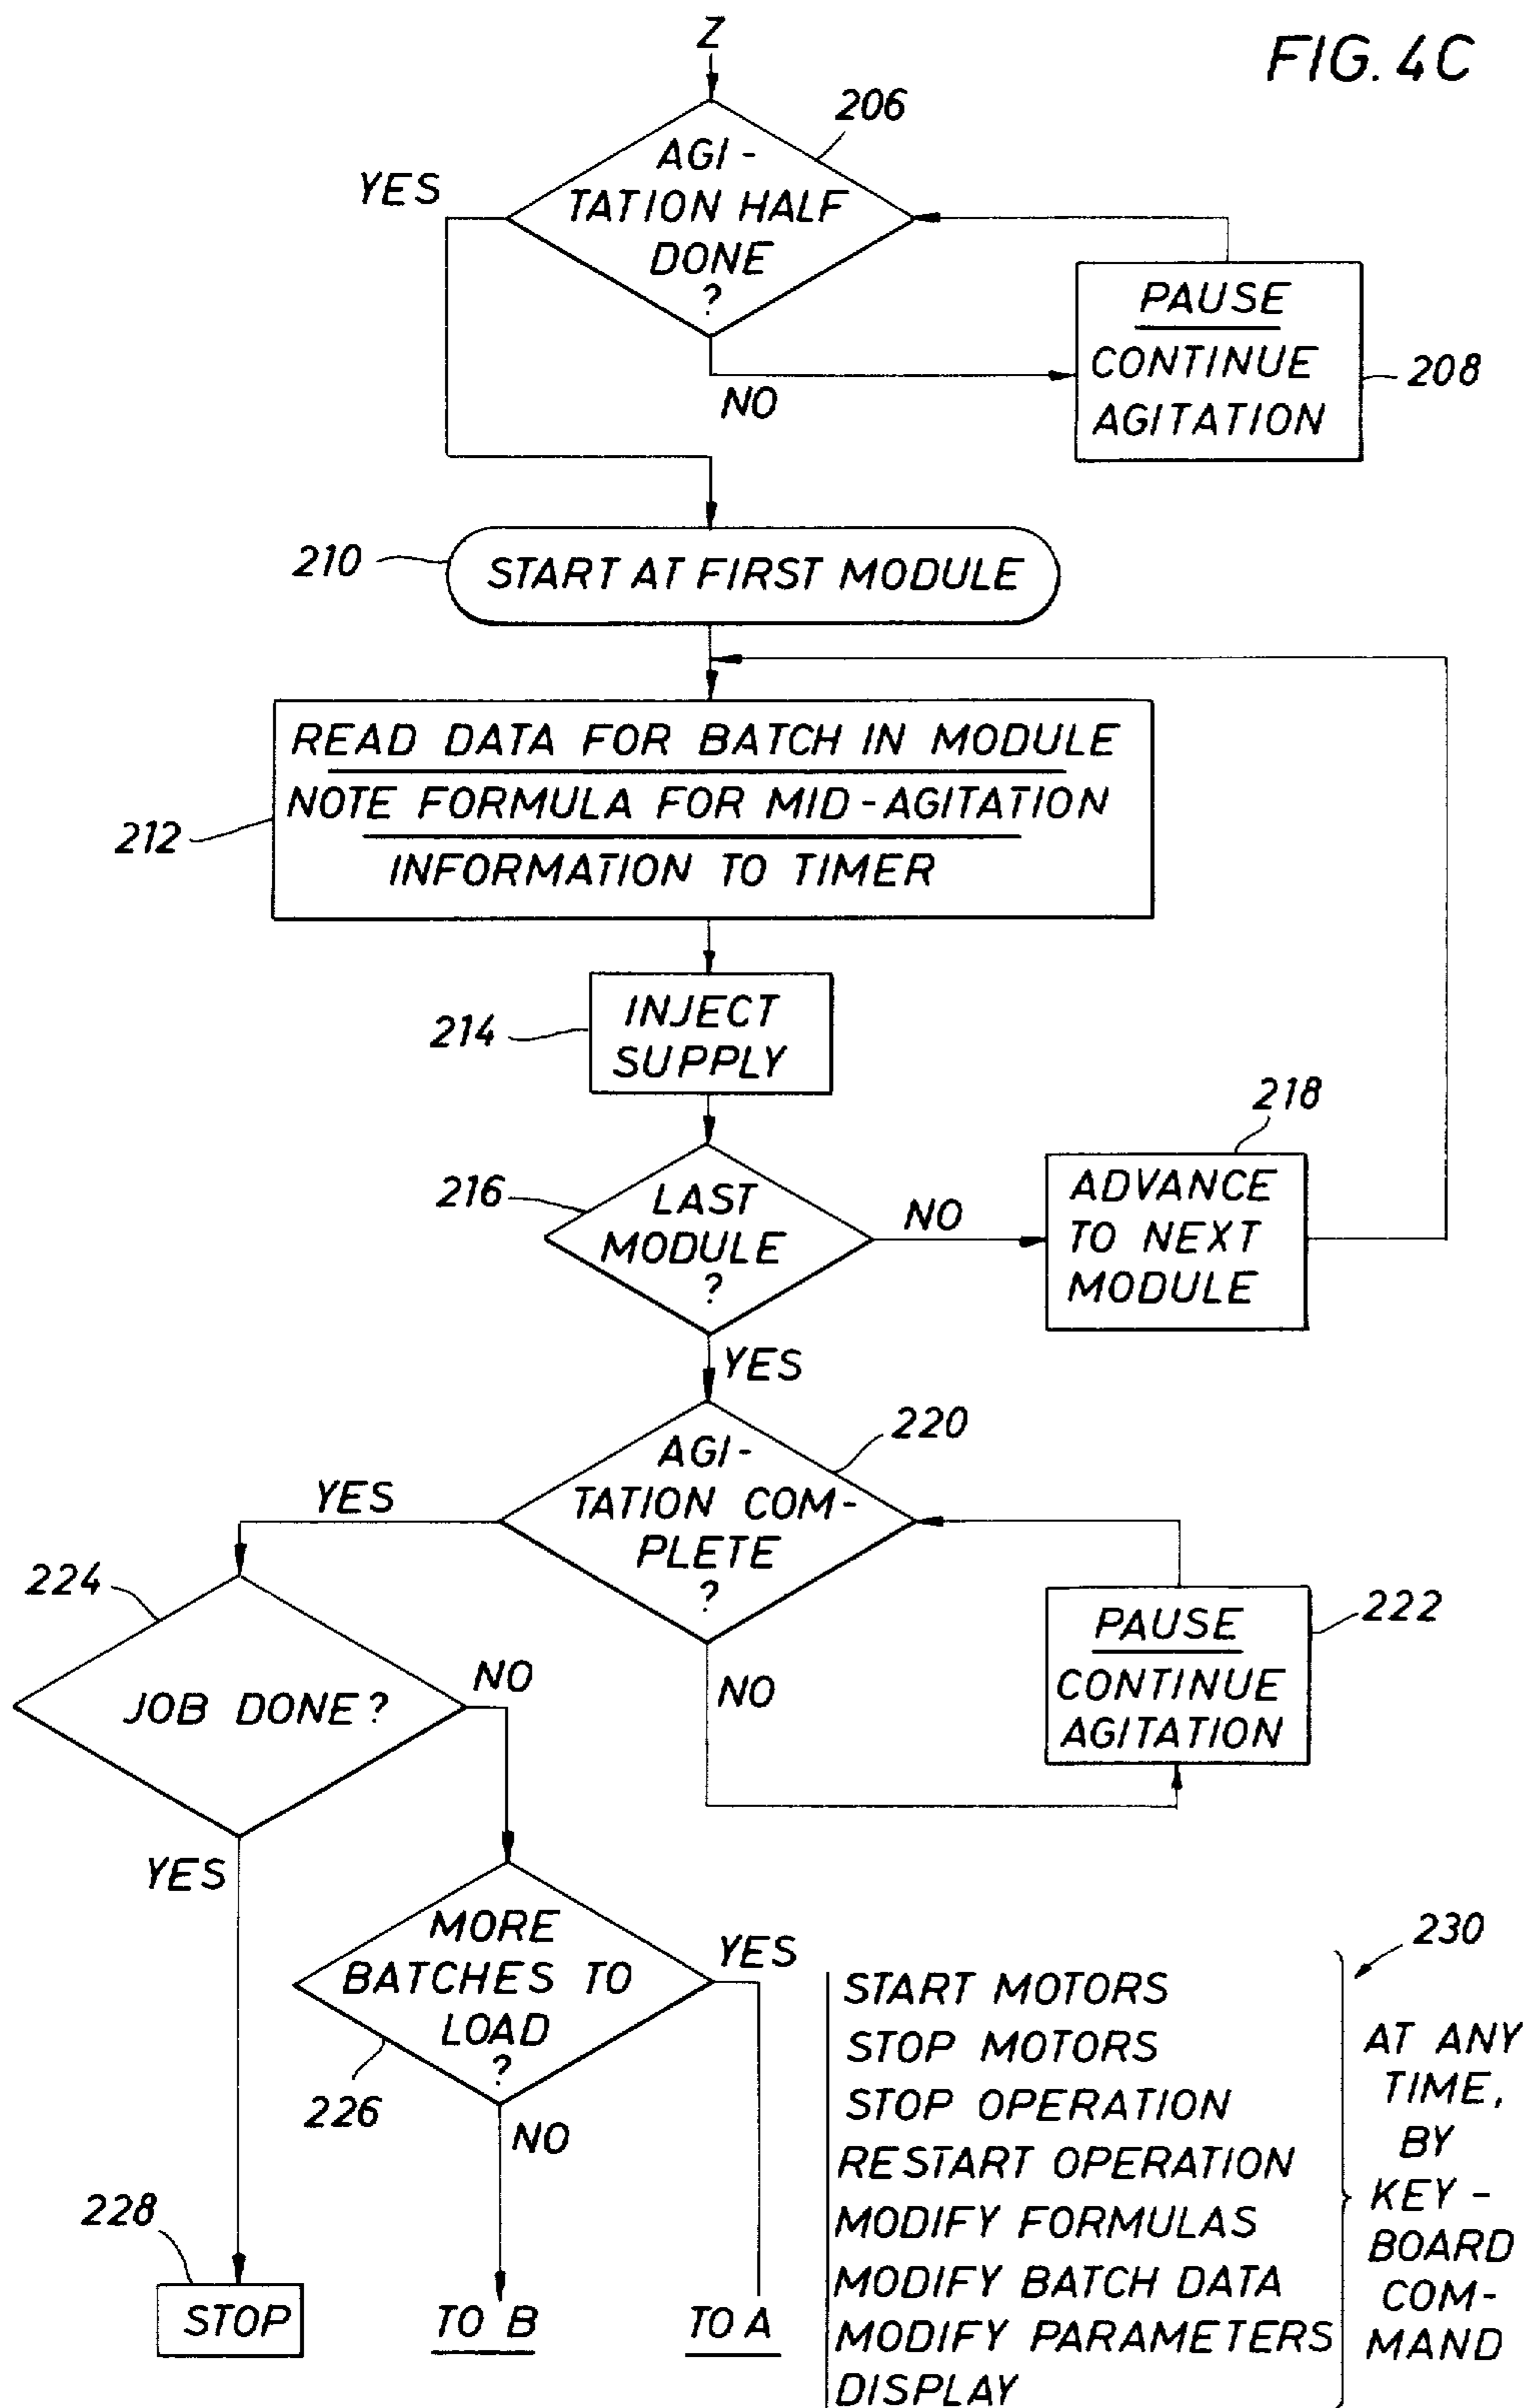 Z
FIG. 4C
206
AGI-
TATION HALF
DONE
?
YES
NO
PAUSE
CONTINUE
AGITATION
208
210
START AT FIRST MODULE
READ DATA FOR BATCH IN MODULE
NOTE FORMULA FOR MID-AGITATION
INFORMATION TO TIMER
212
INJECT
SUPPLY
214
216
LAST
MODULE
?
NO
218
ADVANCE
TO NEXT
MODULE
YES
220
AGI-
TATION COM-
PLETE
?
YES
NO
PAUSE
CONTINUE
AGITATION
222
224
JOB DONE?
NO
YES
MORE
BATCHES TO
LOAD
?
226
YES
NO
228
STOP
TO B
TO A
START MOTORS
STOP MOTORS
STOP OPERATION
RESTART OPERATION
MODIFY FORMULAS
MODIFY BATCH DATA
MODIFY PARAMETERS
DISPLAY
230
AT ANY
TIME,
BY
KEY-
BOARD
COM-
MAND